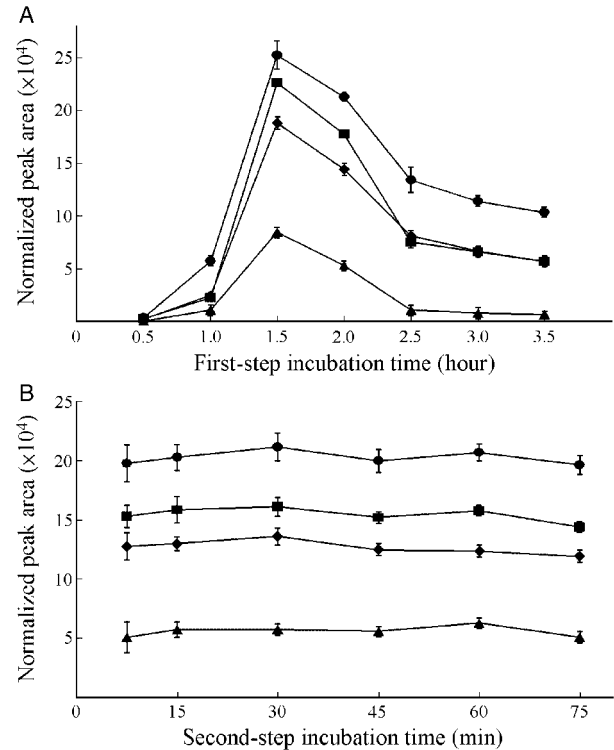 A
Normalized peak area (×10⁴)
25
20
15
10
5
0 0.5 1.0 1.5 2.0 2.5 3.0 3.5
First-step incubation time (hour)
B
Normalized peak area (×10⁴)
25
20
15
10
5
0 15 30 45 60 75
Second-step incubation time (min)